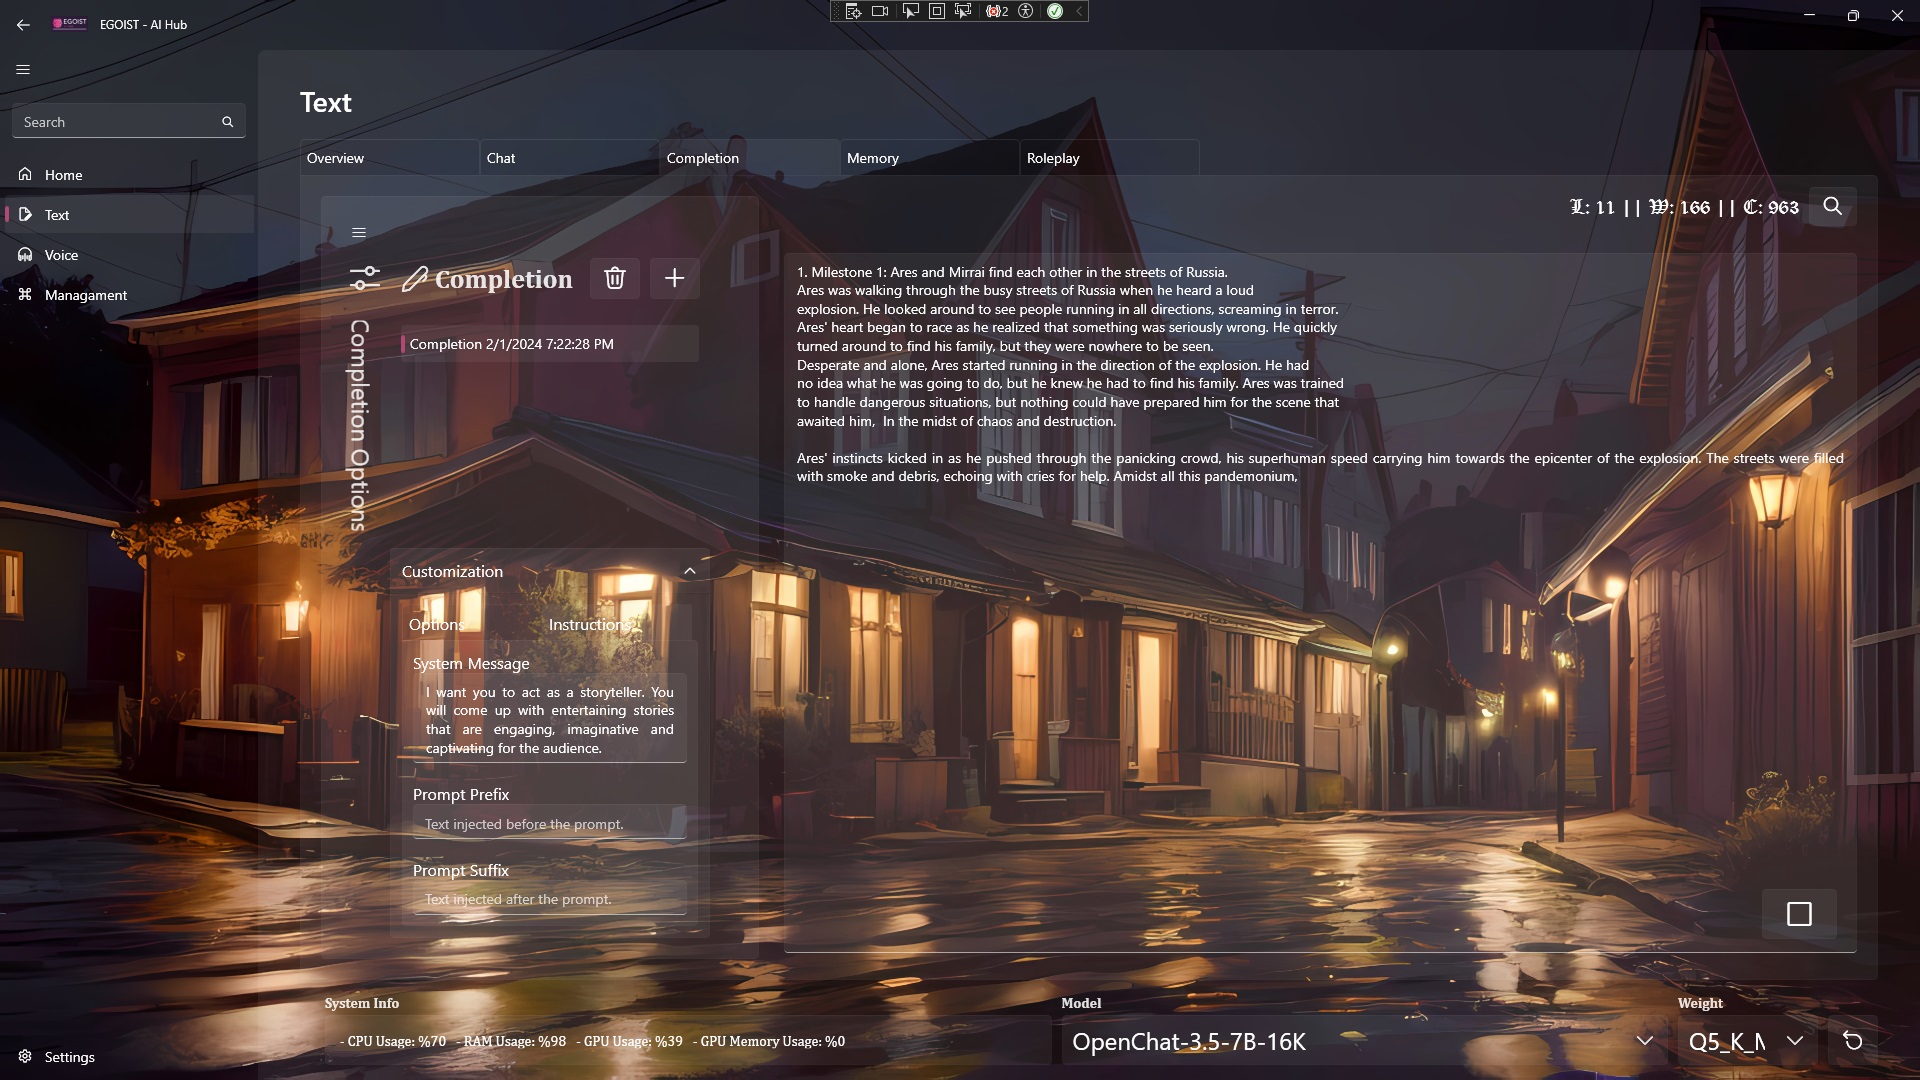 EGOIST
EGOIST - AI Hub
2
Search
Home
Text
Voice
Managament
Settings
Text
Overview
Chat
Completion
Memory
Roleplay
L: 11 || W: 166 || C: 963
Completion Options
Completion
Completion 2/1/2024 7:22:28 PM
Customization
Options
Instructions
System Message
I want you to act as a storyteller. You
will come up with entertaining stories
that are engaging, imaginative and
captivating for the audience.
Prompt Prefix
Text injected before the prompt.
Prompt Suffix
Text injected after the prompt.
1. Milestone 1: Ares and Mirrai find each other in the streets of Russia.
Ares was walking through the busy streets of Russia when he heard a loud
explosion. He looked around to see people running in all directions, screaming in terror.
Ares' heart began to race as he realized that something was seriously wrong. He quickly
turned around to find his family, but they were nowhere to be seen.
Desperate and alone, Ares started running in the direction of the explosion. He had
no idea what he was going to do, but he knew he had to find his family. Ares was trained
to handle dangerous situations, but nothing could have prepared him for the scene that
awaited him,  In the midst of chaos and destruction.
Ares' instincts kicked in as he pushed through the panicking crowd, his superhuman speed carrying him towards the epicenter of the explosion. The streets were filled
with smoke and debris, echoing with cries for help. Amidst all this pandemonium,
System Info
- CPU Usage: %70 - RAM Usage: %98 - GPU Usage: %39 - GPU Memory Usage: %0
Model
OpenChat-3.5-7B-16K
Weight
Q5_K_M